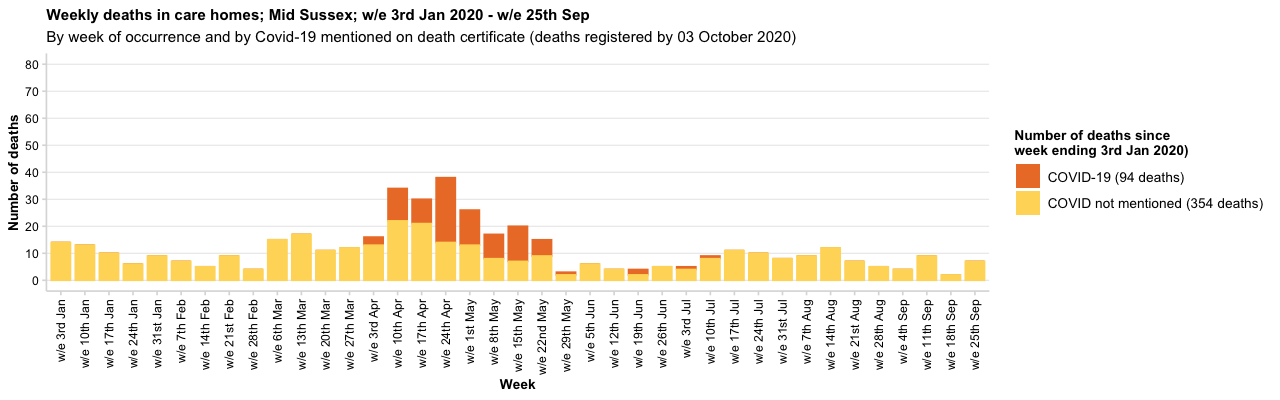 Weekly deaths in care homes; Mid Sussex; w/e 3rd Jan 2020 - w/e 25th Sep
By week of occurrence and by Covid-19 mentioned on death certificate (deaths registered by 03 October 2020)
Number of deaths
80
70
60
50
40
30
20
10
0
w/e 3rd Jan
w/e 10th Jan
w/e 17th Jan
w/e 24th Jan
w/e 31st Jan
w/e 7th Feb
w/e 14th Feb
w/e 21st Feb
w/e 28th Feb
w/e 6th Mar
w/e 13th Mar
w/e 20th Mar
w/e 27th Mar
w/e 3rd Apr
w/e 10th Apr
w/e 17th Apr
w/e 24th Apr
w/e 1st May
w/e 8th May
w/e 15th May
w/e 22nd May
w/e 29th May
w/e 5th Jun
w/e 12th Jun
w/e 19th Jun
w/e 26th Jun
w/e 3rd Jul
w/e 10th Jul
w/e 17th Jul
w/e 24th Jul
w/e 31st Jul
w/e 7th Aug
w/e 14th Aug
w/e 21st Aug
w/e 28th Aug
w/e 4th Sep
w/e 11th Sep
w/e 18th Sep
w/e 25th Sep
Week
Number of deaths since
week ending 3rd Jan 2020)
COVID-19 (94 deaths)
COVID not mentioned (354 deaths)